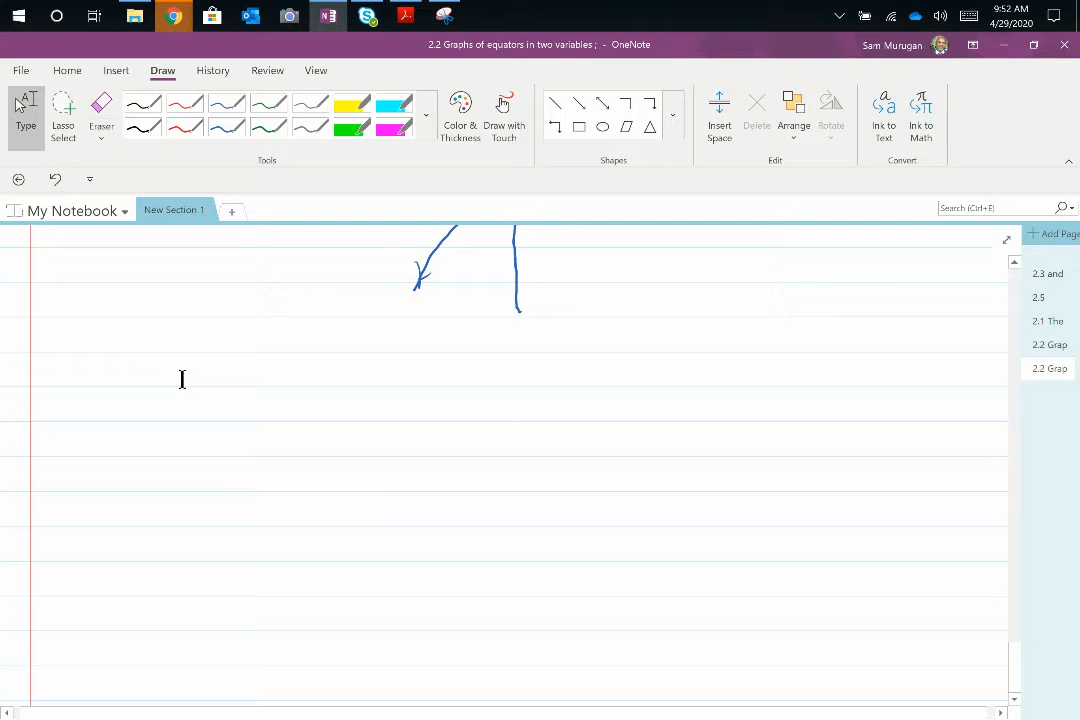 9:52 AM
4/29/2020
2.2 Graphs of equators in two variables ; - OneNote
Sam Murugan
File Home Insert Draw History Review View
Type
Lasso Select
Eraser
Color & Thickness
Draw with Touch
Insert Space
Delete
Arrange
Rotate
Ink to Text
Ink to Math
Tools
Shapes
Edit
Convert
My Notebook
New Section 1
Search (Ctrl+E)
Add Page
2.3 and
2.5
2.1 The
2.2 Grap
2.2 Grap